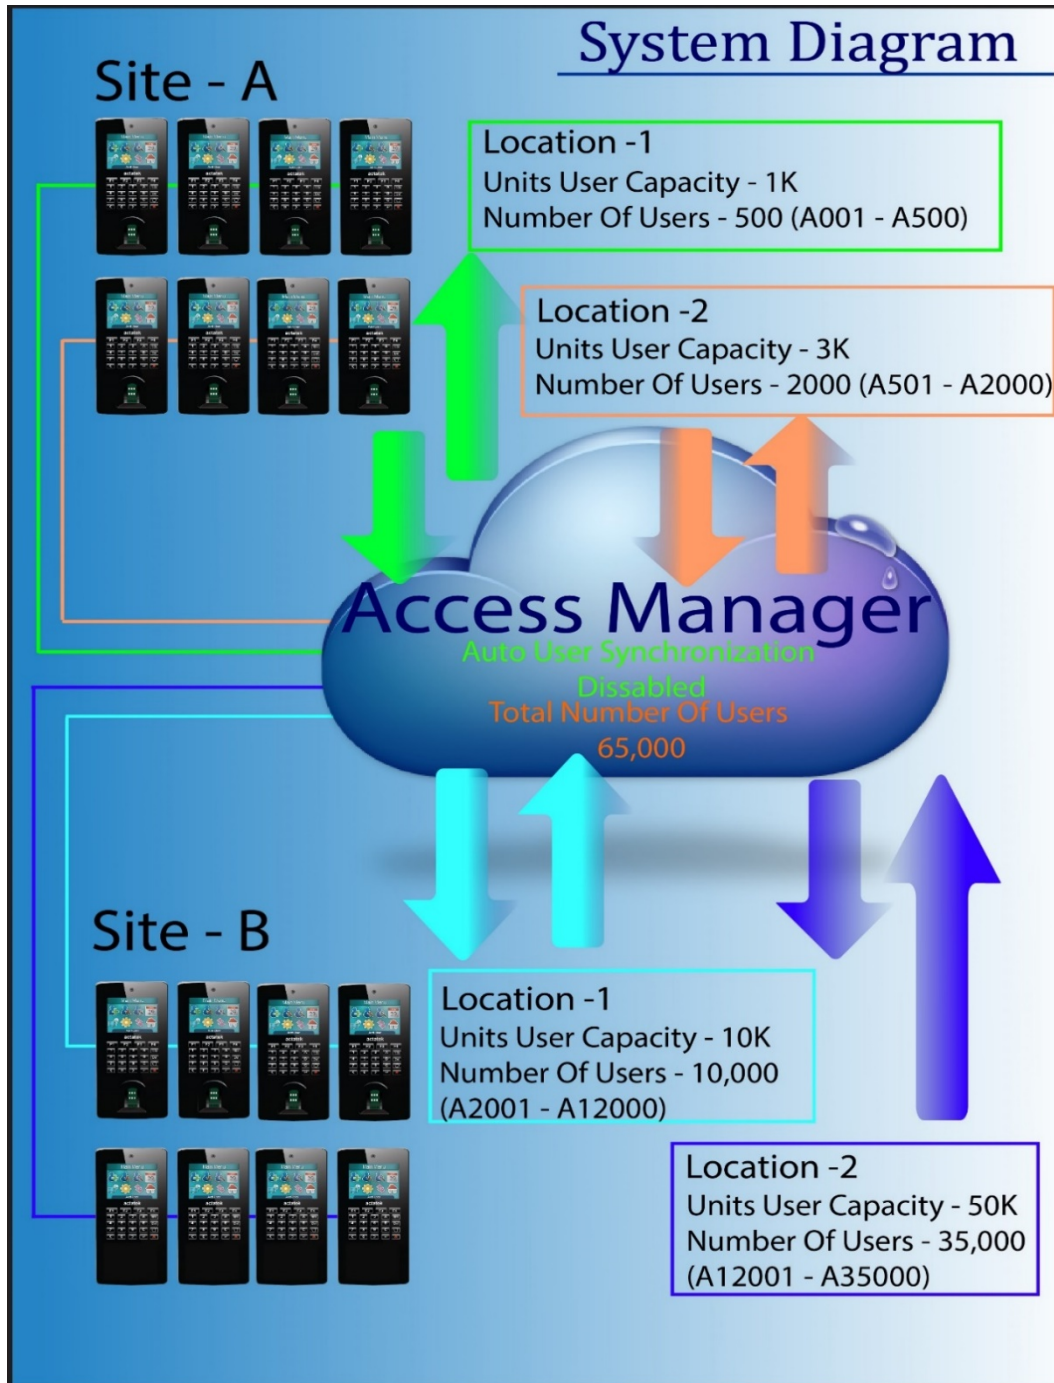 System Diagram
Site - A
Location -1
Units User Capacity - 1K
Number Of Users - 500 (A001 - A500)
Location -2
Units User Capacity - 3K
Number Of Users - 2000 (A501 - A2000)
Access Manager
Auto User Synchronization
Dissabled
Total Number Of Users
65,000
Site - B
Location -1
Units User Capacity - 10K
Number Of Users - 10,000
(A2001 - A12000)
Location -2
Units User Capacity - 50K
Number Of Users - 35,000
(A12001 - A35000)